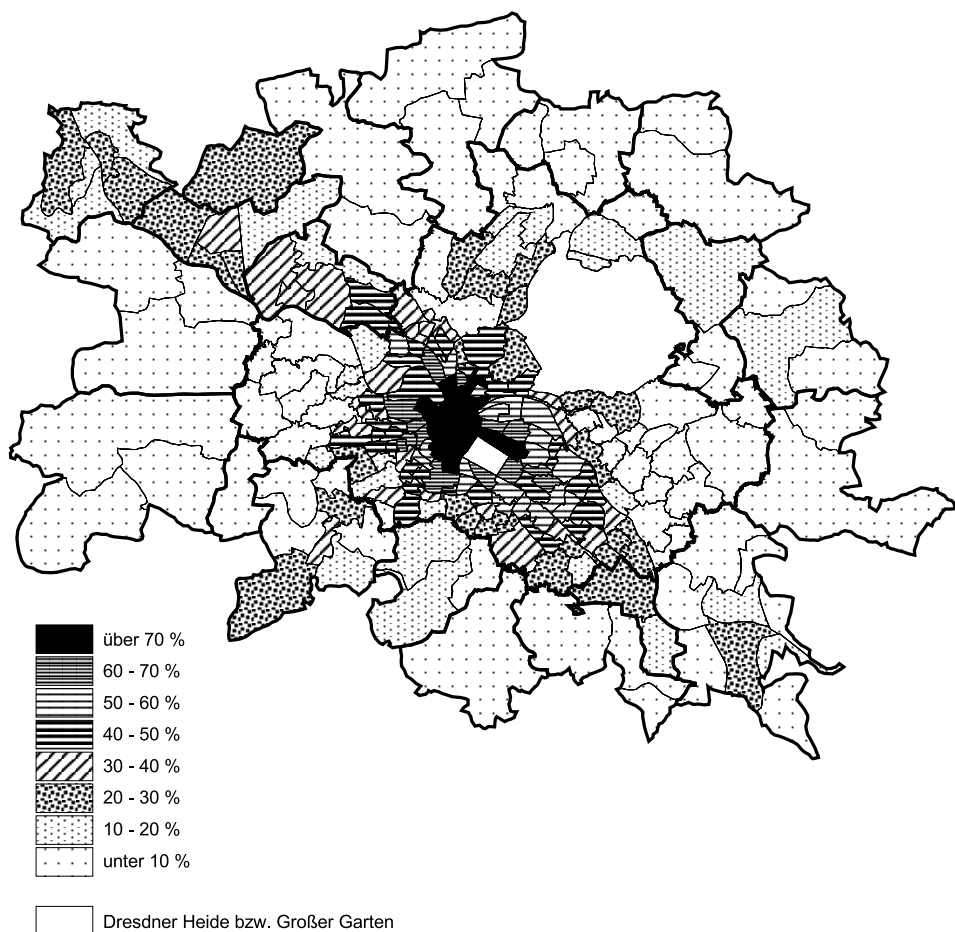 über 70 %
60 - 70 %
50 - 60 %
40 - 50 %
30 - 40 %
20 - 30 %
10 - 20 %
unter 10 %
Dresdner Heide bzw. Großer Garten